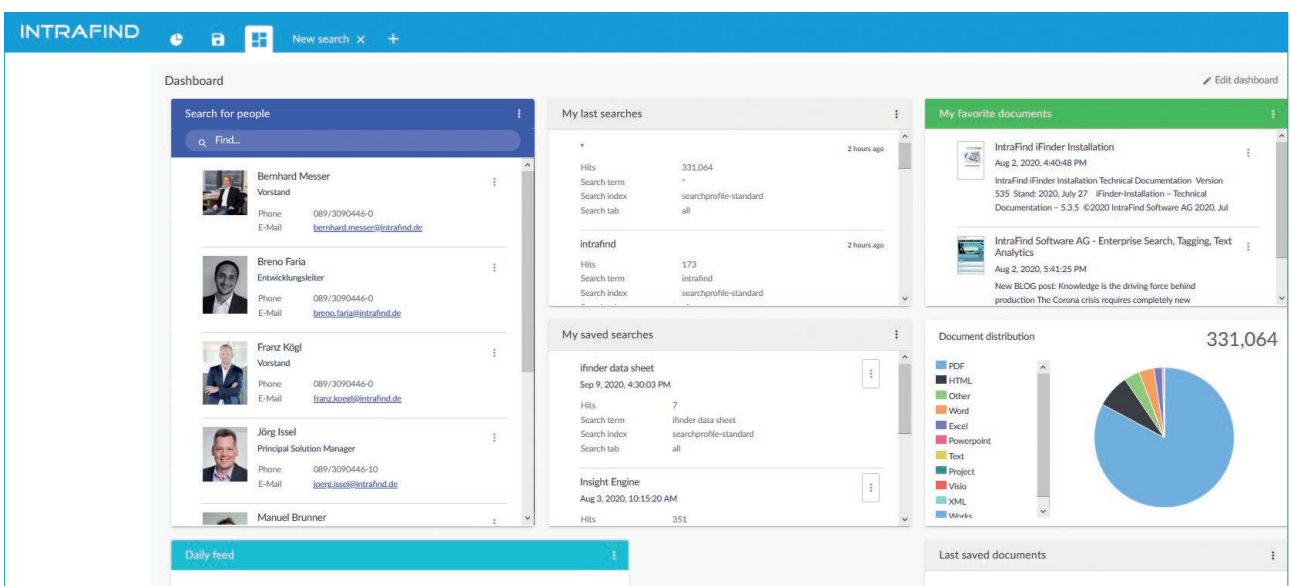 INTRAFIND
New search × +
Dashboard
Edit dashboard
Search for people
Find...
Bernhard Messer
Vorstand
Phone 089/3090446-0
E-Mail bernhard.messer@intrafind.de
Breno Faria
Entwicklungsleiter
Phone 089/3090446-0
E-Mail breno.faria@intrafind.de
Franz Kögl
Vorstand
Phone 089/3090446-0
E-Mail franz.koegl@intrafind.de
Jörg Issel
Principal Solution Manager
Phone 089/3090446-10
E-Mail joerg.issel@intrafind.de
Manuel Brunner
My last searches
* 2 hours ago
Hits 331,064
Search term *
Search index searchprofile-standard
Search tab all
intrafind 2 hours ago
Hits 173
Search term intrafind
Search index searchprofile-standard
My favorite documents
IntraFind iFinder Installation
Aug 2, 2020, 4:40:48 PM
IntraFind iFinder Installation Technical Documentation Version
535 Stand: 2020, July 27 iFinder-Installation – Technical
Documentation – 5.3.5 ©2020 IntraFind Software AG 2020, Jul
IntraFind Software AG - Enterprise Search, Tagging, Text
Analytics
Aug 2, 2020, 5:41:25 PM
New BLOG post: Knowledge is the driving force behind
production The Corona crisis requires completely new
My saved searches
ifinder data sheet
Sep 9, 2020, 4:30:03 PM
Hits 7
Search term ifinder data sheet
Search index searchprofile-standard
Search tab all
Insight Engine
Aug 3, 2020, 10:15:20 AM
Hits 351
Document distribution
331,064
PDF
HTML
Other
Word
Excel
Powerpoint
Text
Project
Visio
XML
Works
Daily feed
Last saved documents